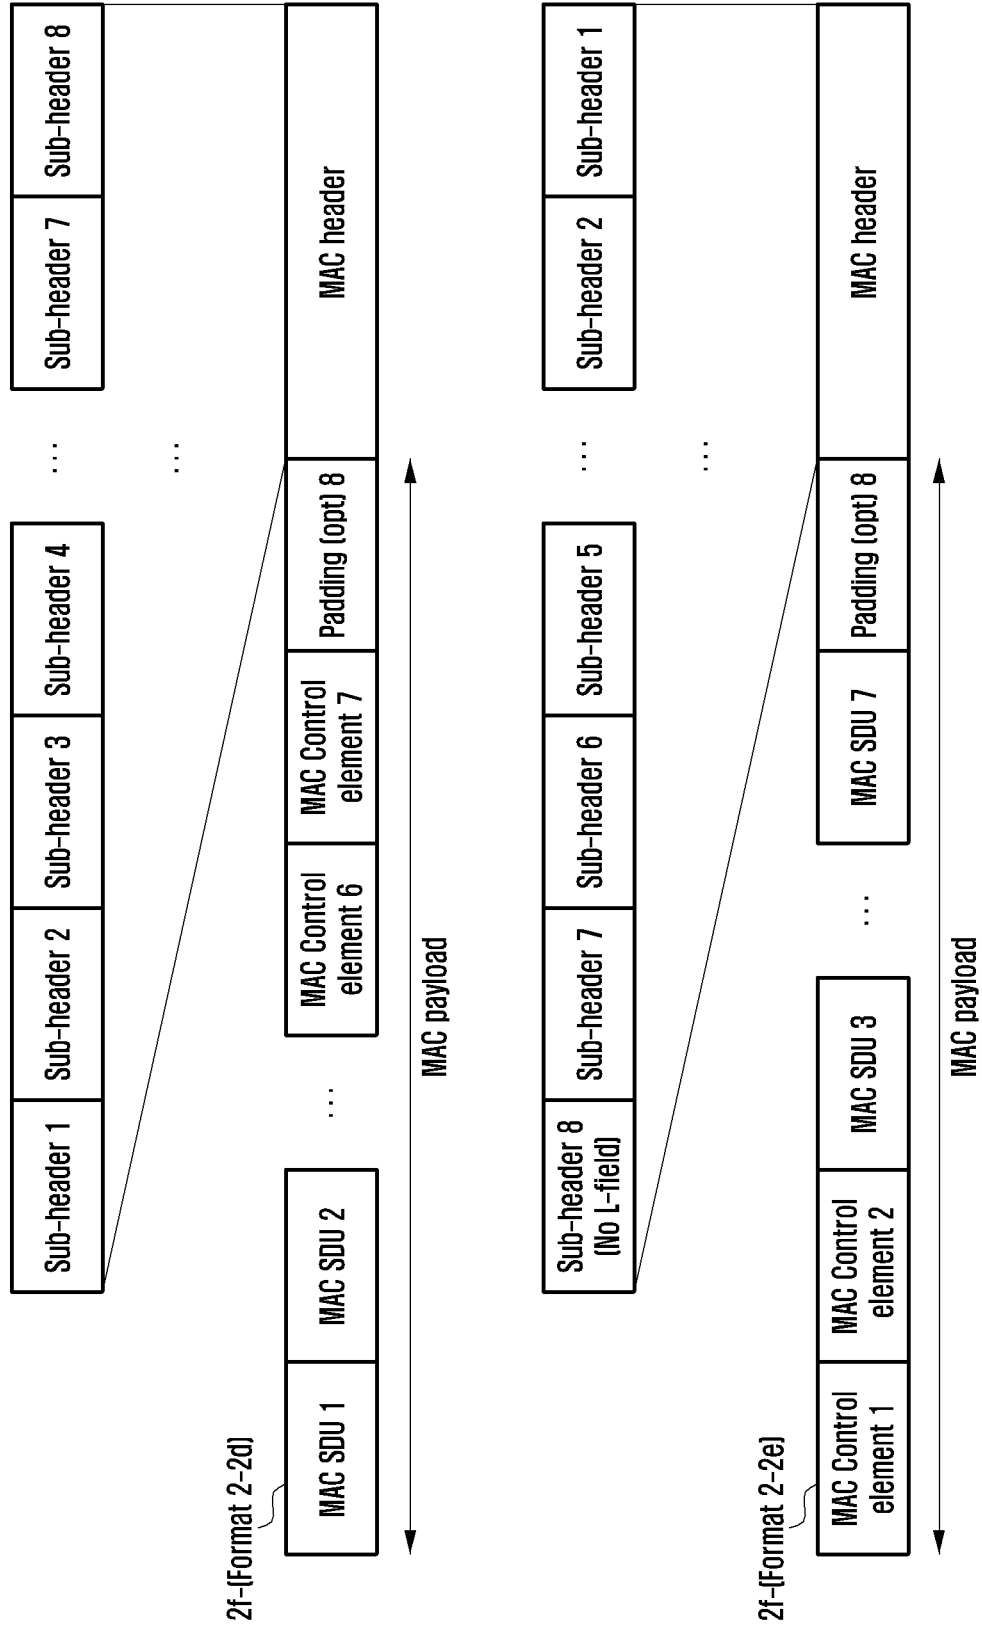 Sub-header 1
Sub-header 2
Sub-header 3
Sub-header 4
...
Sub-header 7
Sub-header 8
...
2f-(Format 2-2d)
MAC SDU 1
MAC SDU 2
...
MAC Control
element 6
MAC Control
element 7
Padding (opt) 8
MAC header
MAC payload
Sub-header 8
(No L-field)
Sub-header 7
Sub-header 6
Sub-header 5
...
Sub-header 2
Sub-header 1
...
2f-(Format 2-2e)
MAC Control
element 1
MAC Control
element 2
MAC SDU 3
...
MAC SDU 7
Padding (opt) 8
MAC header
MAC payload